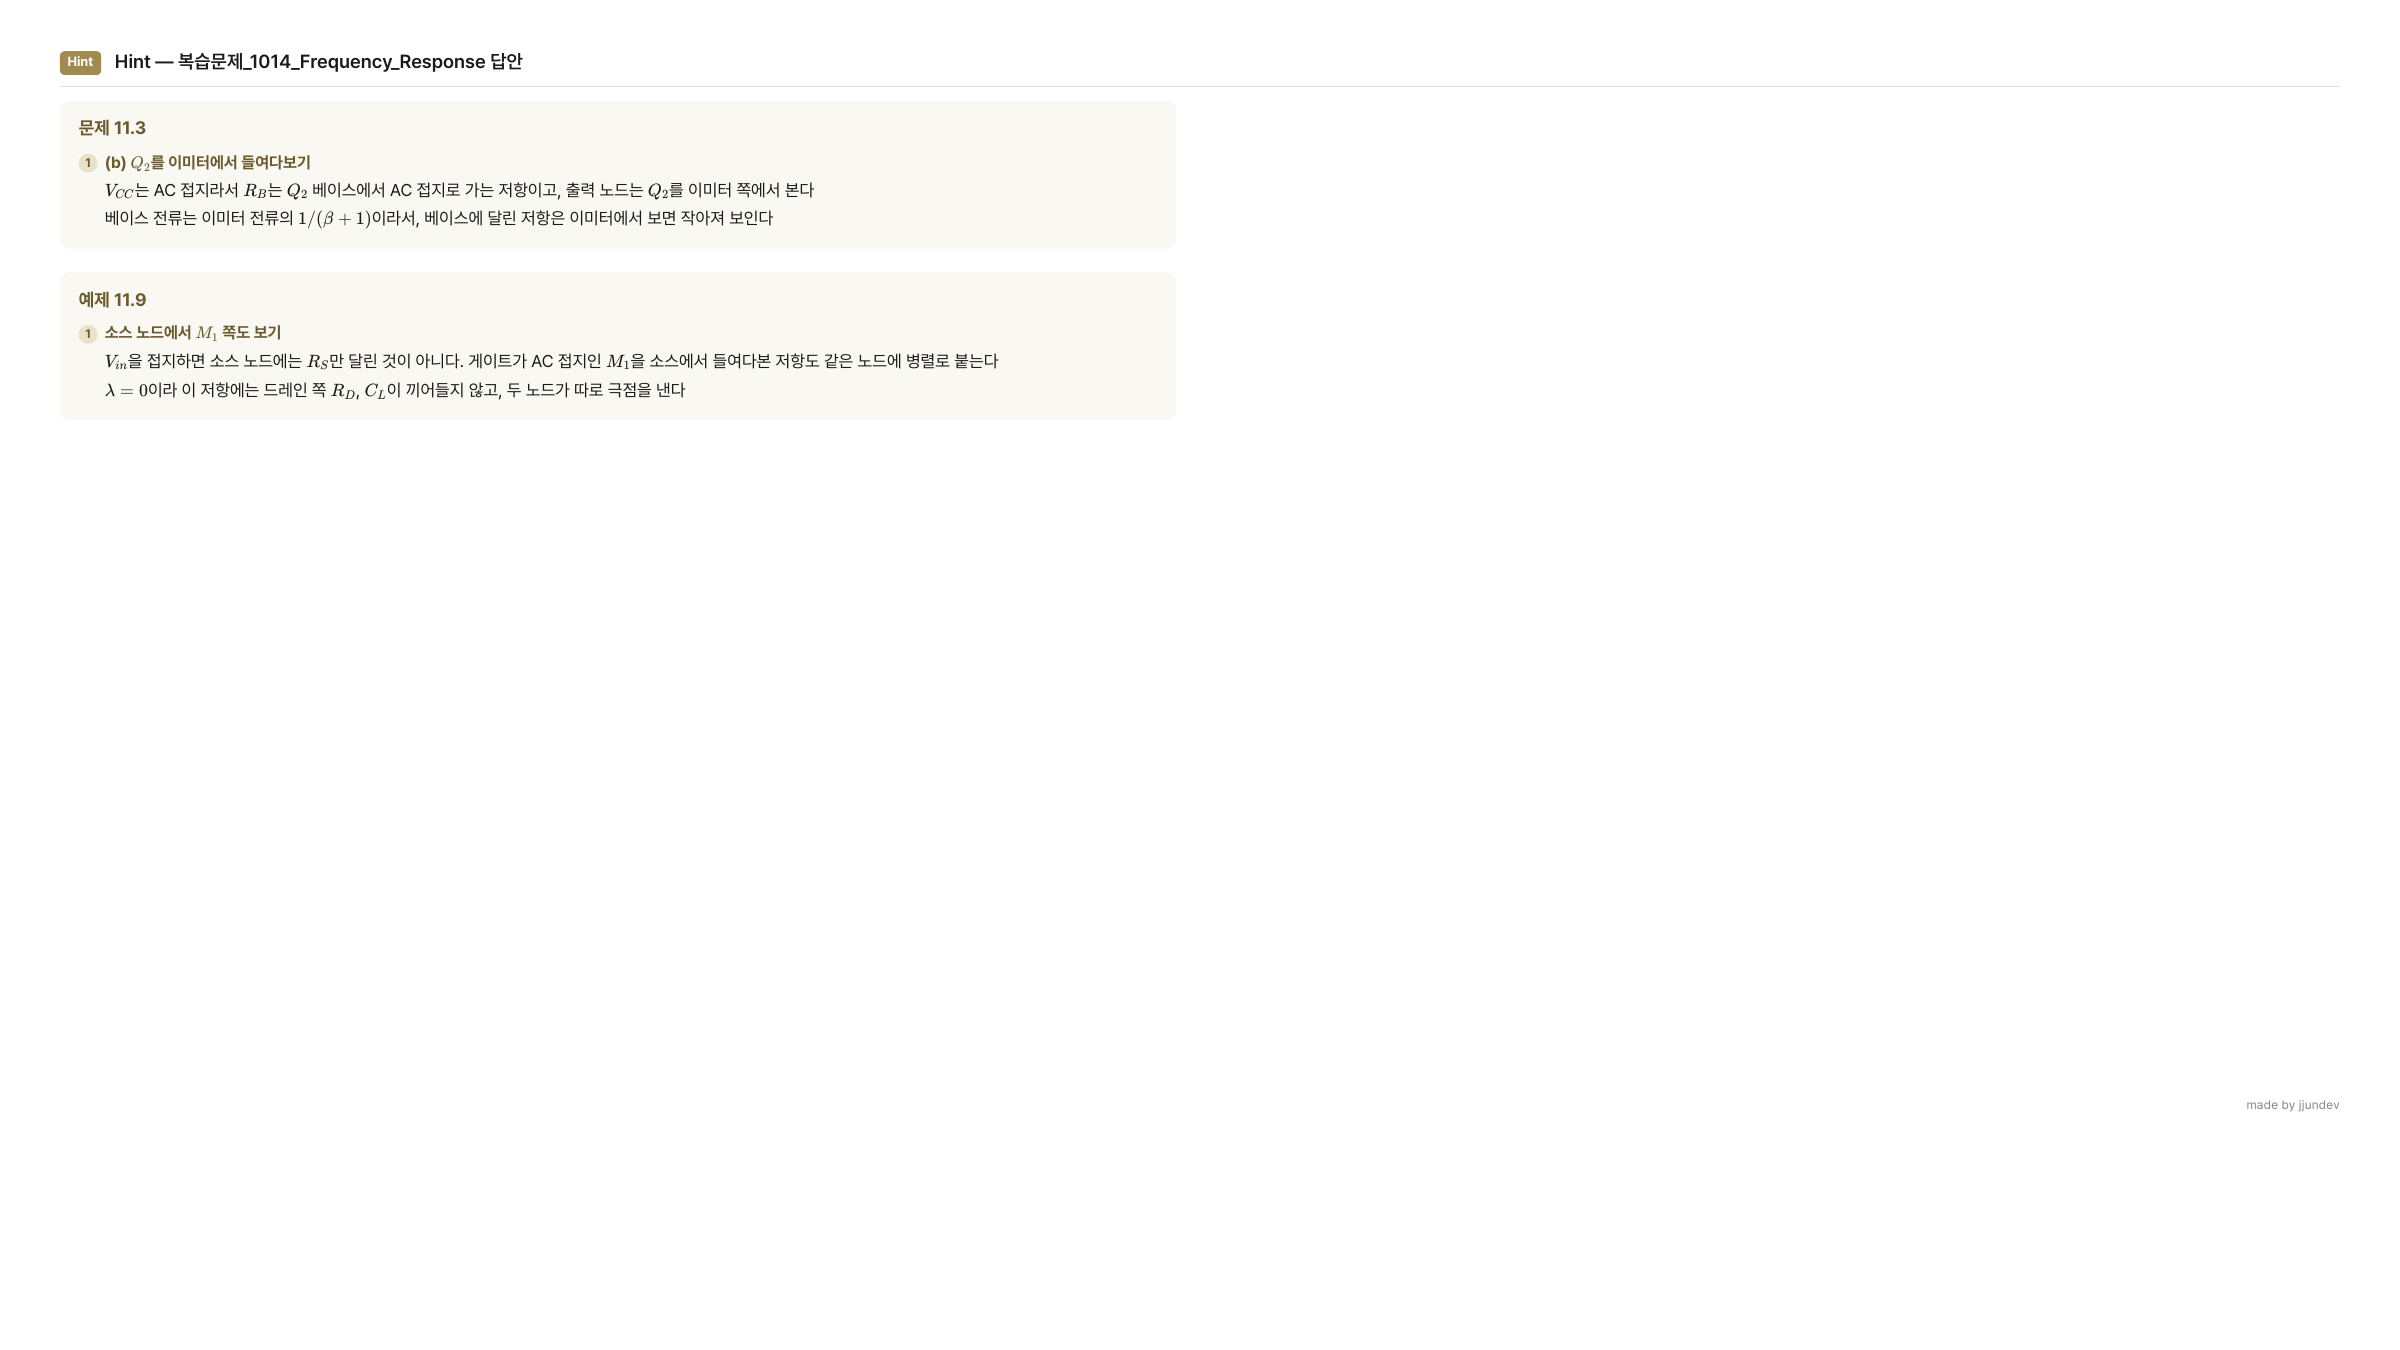 Hint Hint — 복습문제_1014_Frequency_Response 답안
문제 11.3
1 (b) Q₂를 이미터에서 들여다보기
V_CC는 AC 접지라서 R_B는 Q₂ 베이스에서 AC 접지로 가는 저항이고, 출력 노드는 Q₂를 이미터 쪽에서 본다
베이스 전류는 이미터 전류의 1/(β + 1)이라서, 베이스에 달린 저항은 이미터에서 보면 작아져 보인다
예제 11.9
1 소스 노드에서 M₁ 쪽도 보기
V_in을 접지하면 소스 노드에는 R_S만 달린 것이 아니다. 게이트가 AC 접지인 M₁을 소스에서 들여다본 저항도 같은 노드에 병렬로 붙는다
λ = 0이라 이 저항에는 드레인 쪽 R_D, C_L이 끼어들지 않고, 두 노드가 따로 극점을 낸다
made by jjundev